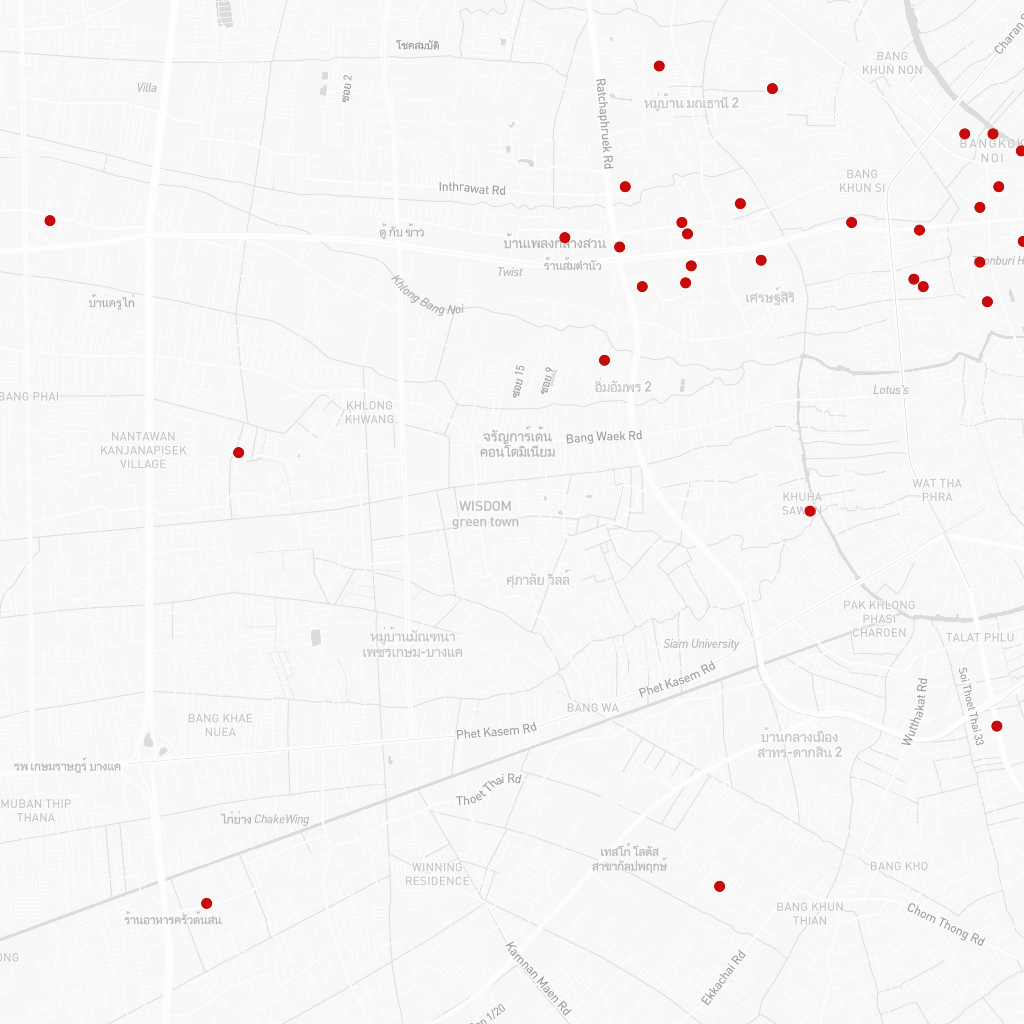 Charan S
โชคสมบัติ
BANG
KHUN NON
Villa
ซอย 2
Ratchaphruek Rd
หมู่บ้าน มณธานี 2
BANGKOK
NOI
BANG
KHUN SI
Inthrawat Rd
ตู้ กับ ข้าว
บ้านเพลงกลางสวน
ร้านส้มตำนัว
Twist
Thonburi H
Khlong Bang Noi
บ้านครูไก่
เศรษฐ์สิริ
ซอย 15
ซอย 9
อิ่มอัมพร 2
Lotus's
BANG PHAI
KHLONG
KHWANG
NANTAWAN
KANJANAPISEK
VILLAGE
จรัญการ์เด้น
คอนโดมิเนียม
Bang Waek Rd
WAT THA
PHRA
KHUHA
SAWAN
WISDOM
green town
ศุภาลัย วิลล์
PAK KHLONG
PHASI
CHAROEN
TALAT PHLU
หมู่บ้านมัณฑนา
เพชรเกษม-บางแค
Siam University
Phet Kasem Rd
Soi Thoet Thai 33
Wutthakat Rd
BANG WA
BANG KHAE
NUEA
Phet Kasem Rd
บ้านกลางเมือง
สาทร-ตากสิน 2
รพ เกษมราษฎร์ บางแค
Thoet Thai Rd
MUBAN THIP
THANA
ไก่ย่าง ChakeWing
เทสโก้ โลตัส
สาขากัลปพฤกษ์
WINNING
RESIDENCE
BANG KHO
BANG KHUN
THIAN
Chom Thong Rd
ร้านอาหารครัวต้นสน
ONG
Kamnan Maen Rd
Ekkachai Rd
1/20